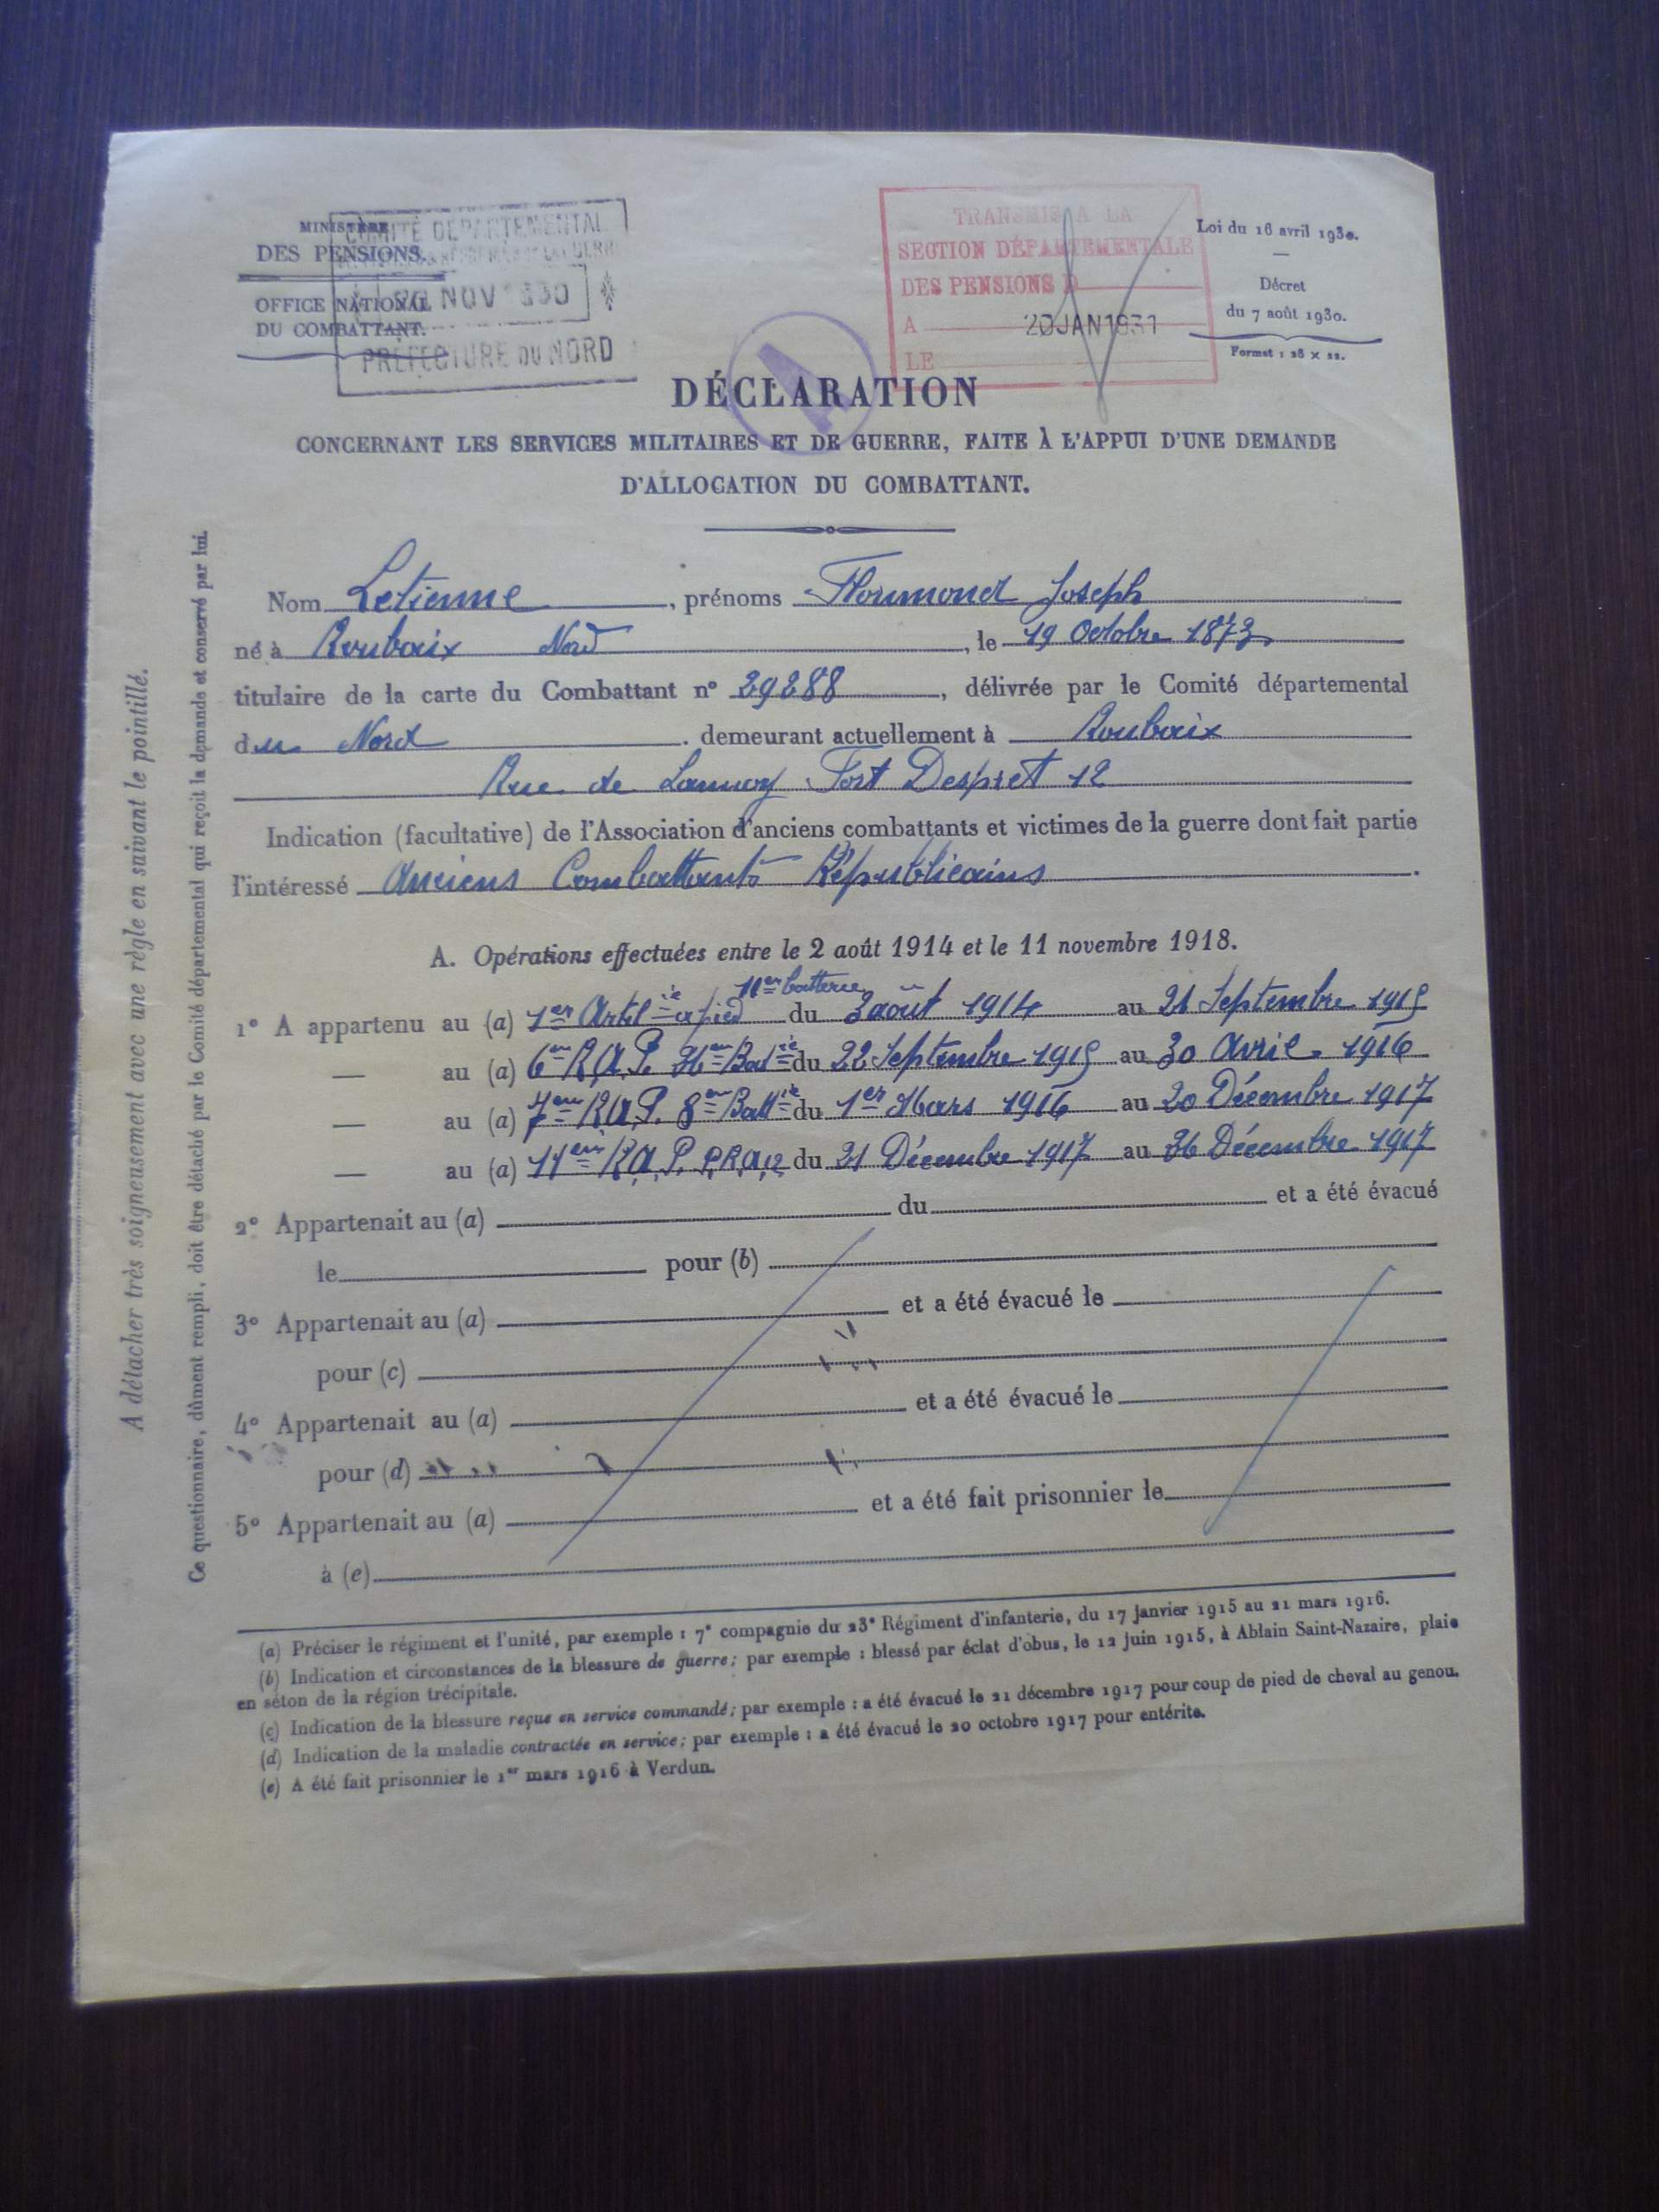 MINISTÈRE
DES PENSIONS.
OFFICE NATIONAL
DU COMBATTANT.
COMITÉ DÉPARTEMENTAL
NOV 1930
PRÉFECTURE DU NORD
TRANSMIS A LA
SECTION DÉPARTEMENTALE
DES PENSIONS D
A
20 JAN 1931
LE
Loi du 16 avril 1930.
Décret
du 7 août 1930.
Format : 28 × 22.
A
DÉCLARATION
CONCERNANT LES SERVICES MILITAIRES ET DE GUERRE, FAITE À L'APPUI D'UNE DEMANDE
D'ALLOCATION DU COMBATTANT.
Nom Letienne, prénoms Florimond Joseph
né à Roubaix Nord, le 19 Octobre 1873
titulaire de la carte du Combattant n° 29288, délivrée par le Comité départemental
du Nord. demeurant actuellement à Roubaix
Rue de Lannoy Fort Despret 12
Indication (facultative) de l'Association d'anciens combattants et victimes de la guerre dont fait partie
l'intéressé Anciens Combattants Républicains.
A. Opérations effectuées entre le 2 août 1914 et le 11 novembre 1918.
11em batterie
1° A appartenu au (a) 1er Artilie à pied du 3 août 1914 au 21 Septembre 1915
— au (a) 6em R.A.P. 36em Batie du 22 Septembre 1915 au 30 Avril 1916
— au (a) 7em R.A.P. 8em Battie du 1er Mars 1916 au 20 Décembre 1917
— au (a) 11em R.A.P. du 21 Décembre 1917 au 26 Décembre 1917
2° Appartenait au (a) du et a été évacué
le pour (b)
3° Appartenait au (a) et a été évacué le
pour (c)
4° Appartenait au (a) et a été évacué le
pour (d)
5° Appartenait au (a) et a été fait prisonnier le
à (e)
(a) Préciser le régiment et l'unité, par exemple : 7e compagnie du 23e Régiment d'infanterie, du 17 janvier 1915 au 21 mars 1916.
(b) Indication et circonstances de la blessure de guerre; par exemple : blessé par éclat d'obus, le 12 juin 1915, à Ablain Saint-Nazaire, plaie
en séton de la région trécipitale.
(c) Indication de la blessure reçue en service commandé; par exemple : a été évacué le 21 décembre 1917 pour coup de pied de cheval au genou.
(d) Indication de la maladie contractée en service; par exemple : a été évacué le 20 octobre 1917 pour entérite.
(e) A été fait prisonnier le 1er mars 1916 à Verdun.
A détacher très soigneusement avec une règle en suivant le pointillé.
Ce questionnaire, dûment rempli, doit être détaché par le Comité départemental qui reçoit la demande et conservé par lui.